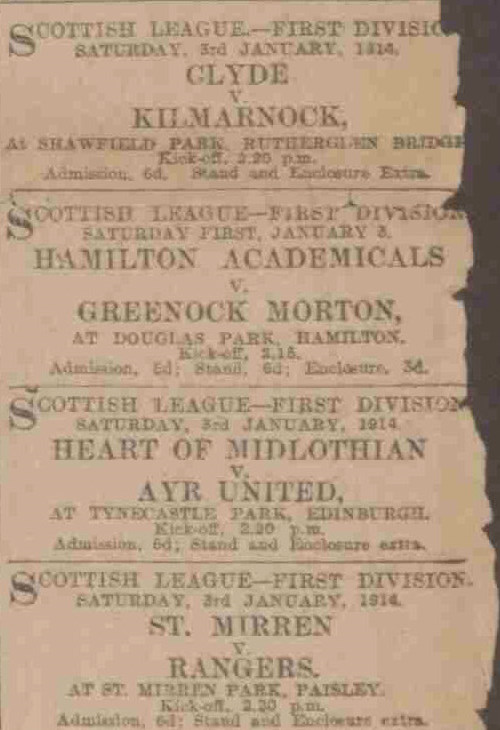 SCOTTISH LEAGUE.—FIRST DIVISIO
SATURDAY, 3rd JANUARY, 1914.
CLYDE
V.
KILMARNOCK,
At SHAWFIELD PARK, RUTHERGLEN BRIDGE
Kick-off, 2.20 p.m.
Admission, 6d. Stand and Enclosure Extra.
SCOTTISH LEAGUE—FIRST DIVISION
SATURDAY FIRST, JANUARY 3.
HAMILTON ACADEMICALS
V.
GREENOCK MORTON,
AT DOUGLAS PARK, HAMILTON.
Kick-off, 2.15.
Admission, 6d; Stand, 6d; Enclosure, 3d.
SCOTTISH LEAGUE—FIRST DIVISION
SATURDAY, 3rd JANUARY, 1914
HEART OF MIDLOTHIAN
V.
AYR UNITED,
AT TYNECASTLE PARK, EDINBURGH.
Kick-off, 2.20 p.m.
Admission, 6d; Stand and Enclosure extra.
SCOTTISH LEAGUE—FIRST DIVISION.
SATURDAY, 3rd JANUARY, 1914.
ST. MIRREN
V.
RANGERS.
AT ST. MIRREN PARK, PAISLEY.
Kick-off, 2.20 p.m.
Admission, 6d; Stand and Enclosure extra.